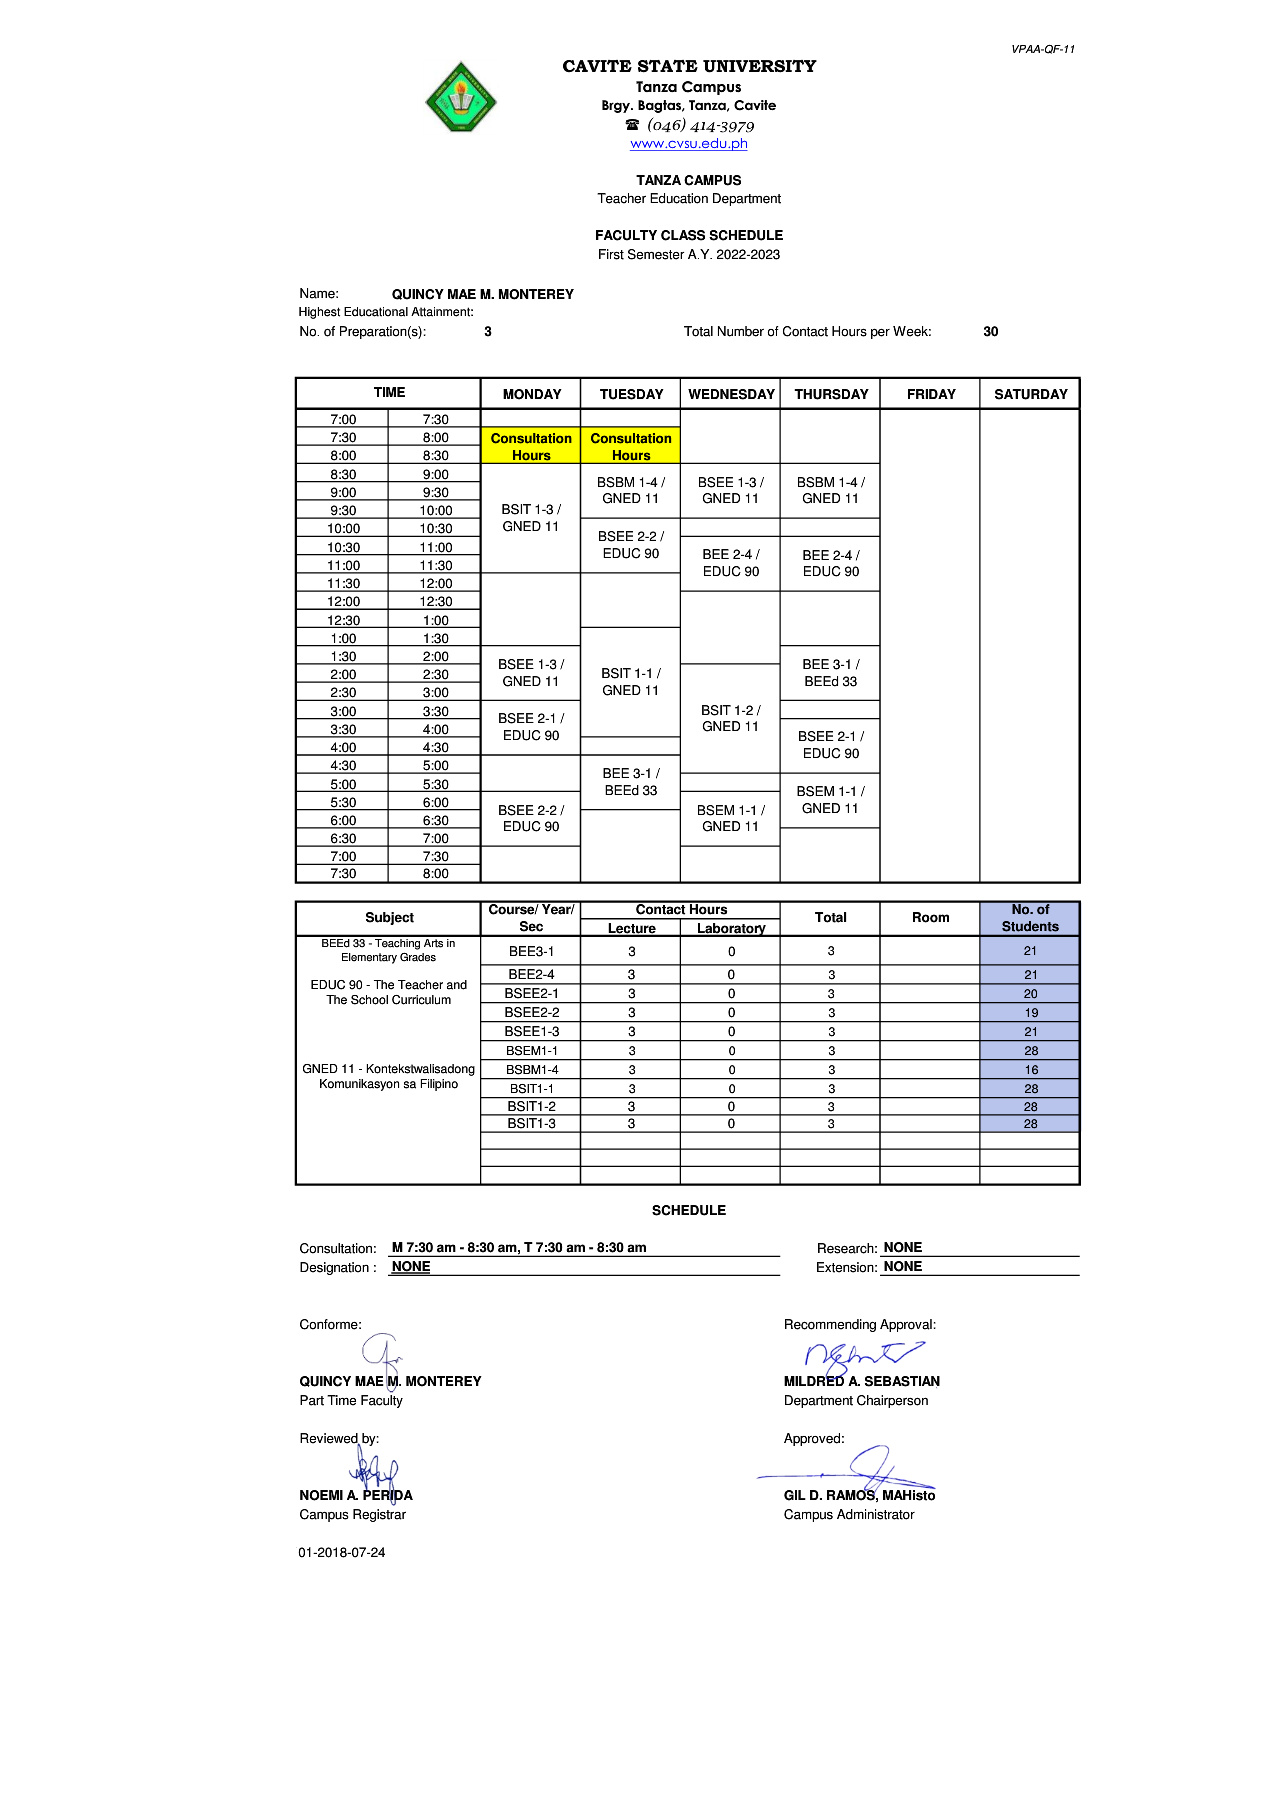 VPAA-QF-11
CAVITE STATE UNIVERSITY
Tanza Campus
Brgy. Bagtas, Tanza, Cavite
☎ (046) 414-3979
www.cvsu.edu.ph
TANZA CAMPUS
Teacher Education Department
FACULTY CLASS SCHEDULE
First Semester A.Y. 2022-2023
Name: QUINCY MAE M. MONTEREY
Highest Educational Attainment:
No. of Preparation(s): 3 Total Number of Contact Hours per Week: 30
TIME MONDAY TUESDAY WEDNESDAY THURSDAY FRIDAY SATURDAY
7:00 7:30
7:30 8:00 Consultation Consultation
8:00 8:30 Hours Hours
8:30 9:00
BSBM 1-4 / BSEE 1-3 / BSBM 1-4 /
9:00 9:30
GNED 11 GNED 11 GNED 11
9:30 10:00 BSIT 1-3 /
10:00 10:30 GNED 11
BSEE 2-2 /
10:30 11:00
EDUC 90 BEE 2-4 / BEE 2-4 /
11:00 11:30
EDUC 90 EDUC 90
11:30 12:00
12:00 12:30
12:30 1:00
1:00 1:30
1:30 2:00
BSEE 1-3 / BEE 3-1 /
2:00 2:30 BSIT 1-1 /
GNED 11 BEEd 33
2:30 3:00 GNED 11
3:00 3:30 BSIT 1-2 /
BSEE 2-1 /
3:30 4:00 GNED 11
EDUC 90 BSEE 2-1 /
4:00 4:30
EDUC 90
4:30 5:00
BEE 3-1 /
5:00 5:30
BEEd 33 BSEM 1-1 /
5:30 6:00
BSEE 2-2 / BSEM 1-1 / GNED 11
6:00 6:30
EDUC 90 GNED 11
6:30 7:00
7:00 7:30
7:30 8:00
Subject Course/ Year/ Sec Contact Hours Total Room No. of Students
Lecture Laboratory
BEEd 33 - Teaching Arts in
Elementary Grades
BEE3-1 3 0 3 21
BEE2-4 3 0 3 21
EDUC 90 - The Teacher and
The School Curriculum
BSEE2-1 3 0 3 20
BSEE2-2 3 0 3 19
BSEE1-3 3 0 3 21
BSEM1-1 3 0 3 28
GNED 11 - Kontekstwalisadong
Komunikasyon sa Filipino
BSBM1-4 3 0 3 16
BSIT1-1 3 0 3 28
BSIT1-2 3 0 3 28
BSIT1-3 3 0 3 28
SCHEDULE
Consultation: M 7:30 am - 8:30 am, T 7:30 am - 8:30 am Research: NONE
Designation : NONE Extension: NONE
Conforme: Recommending Approval:
QUINCY MAE M. MONTEREY MILDRED A. SEBASTIAN
Part Time Faculty Department Chairperson
Reviewed by: Approved:
NOEMI A. PERIDA GIL D. RAMOS, MAHisto
Campus Registrar Campus Administrator
01-2018-07-24